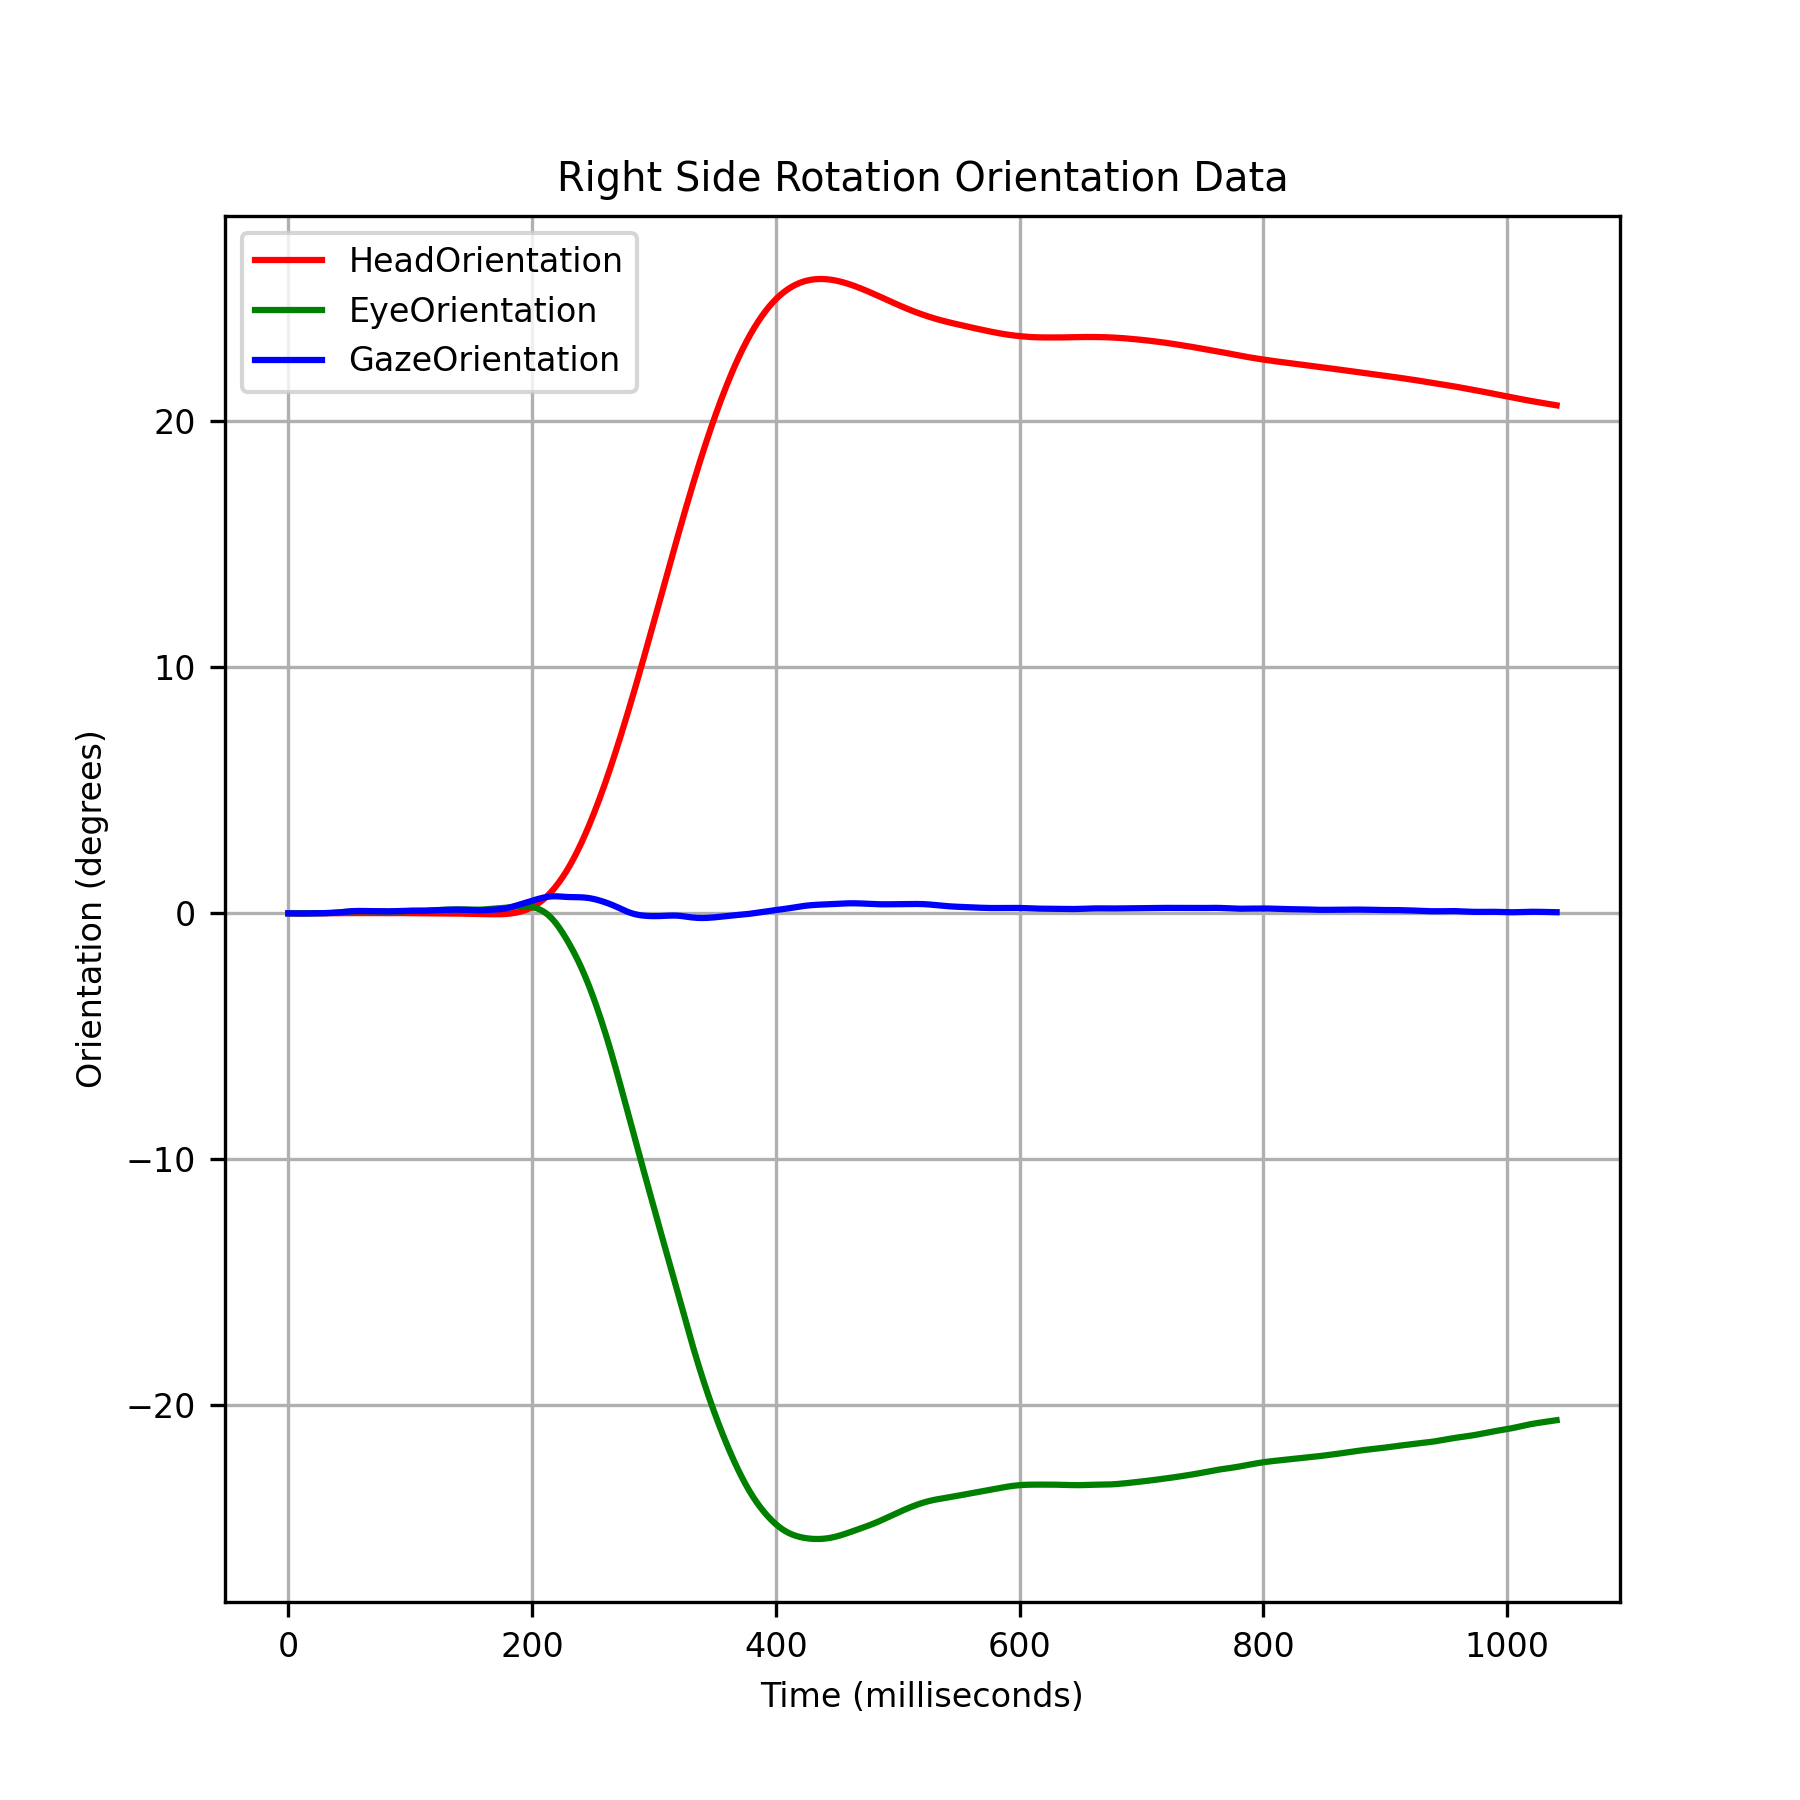 Right Side Rotation Orientation Data
HeadOrientation
EyeOrientation
GazeOrientation
20
10
0
−10
−20
Orientation (degrees)
0 200 400 600 800 1000
Time (milliseconds)